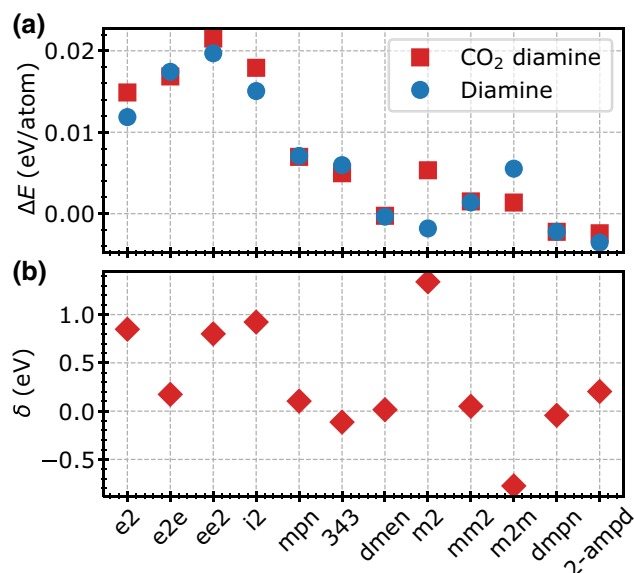 (a)
ΔE (eV/atom)
0.02
0.01
0.00
CO₂ diamine
Diamine
(b)
δ (eV)
1.0
0.5
0.0
−0.5
e2
e2e
ee2
i2
mpn
343
dmen
m2
mm2
m2m
dmpn
2-ampd